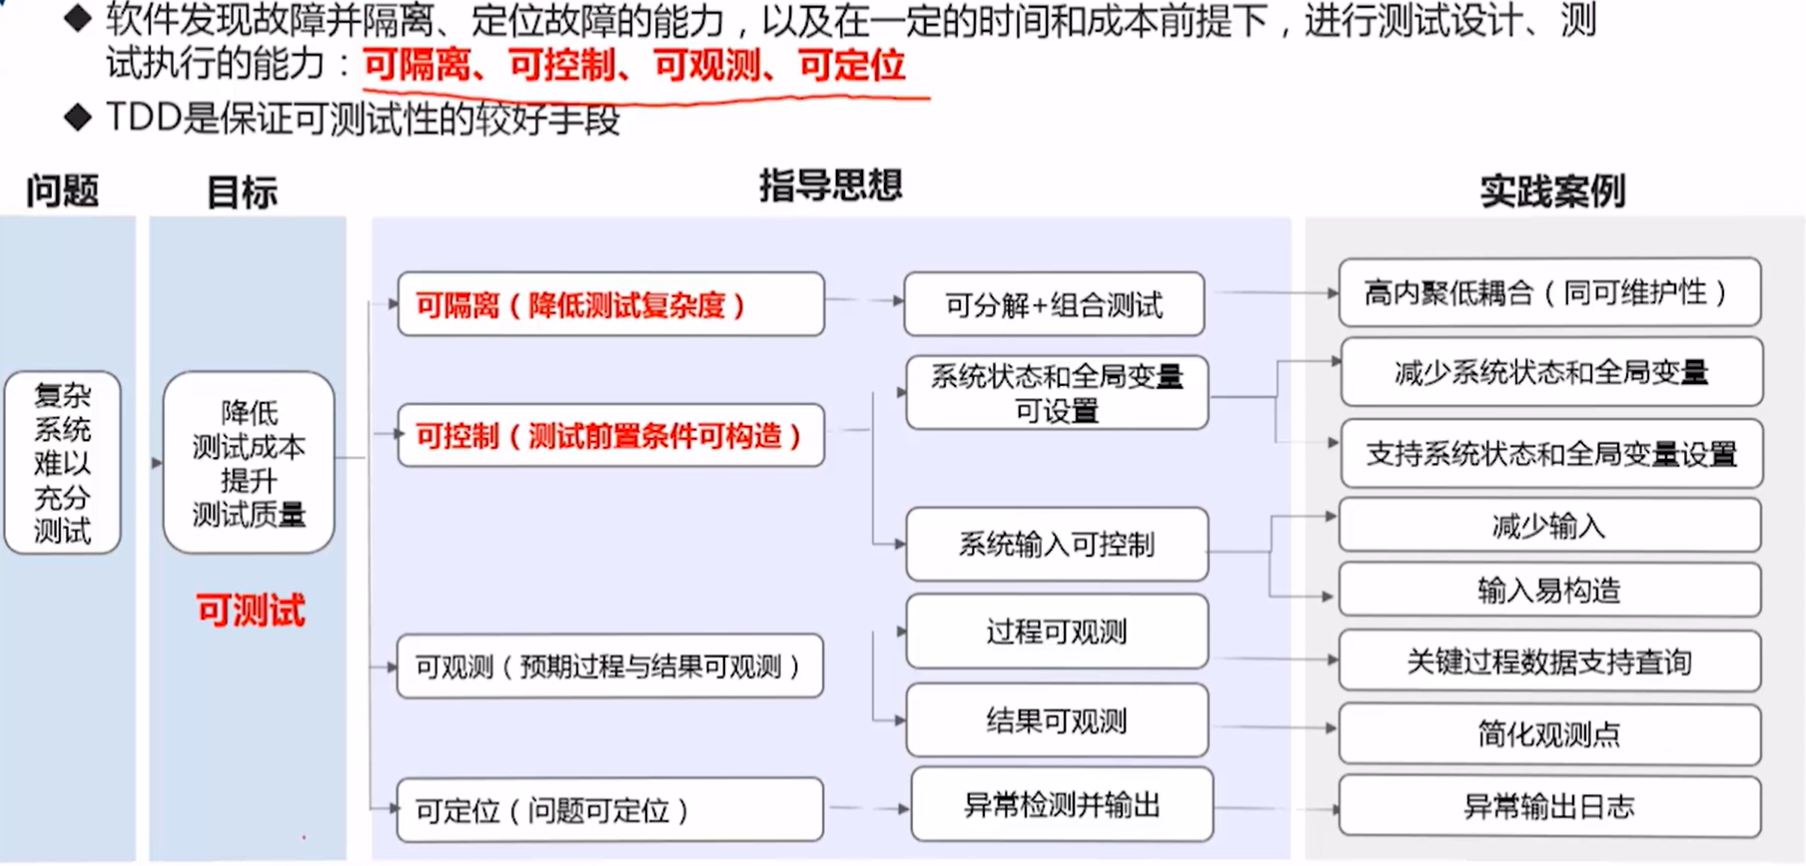 ◆ 软件发现故障并隔离、定位故障的能力，以及在一定的时间和成本前提下，进行测试设计、测
试执行的能力：可隔离、可控制、可观测、可定位
◆ TDD是保证可测试性的较好手段
问题
目标
指导思想
实践案例
复杂
系统
难以
充分
测试
降低
测试成本
提升
测试质量
可测试
可隔离（降低测试复杂度）
可分解+组合测试
高内聚低耦合（同可维护性）
可控制（测试前置条件可构造）
系统状态和全局变量
可设置
减少系统状态和全局变量
支持系统状态和全局变量设置
系统输入可控制
减少输入
输入易构造
可观测（预期过程与结果可观测）
过程可观测
关键过程数据支持查询
结果可观测
简化观测点
可定位（问题可定位）
异常检测并输出
异常输出日志